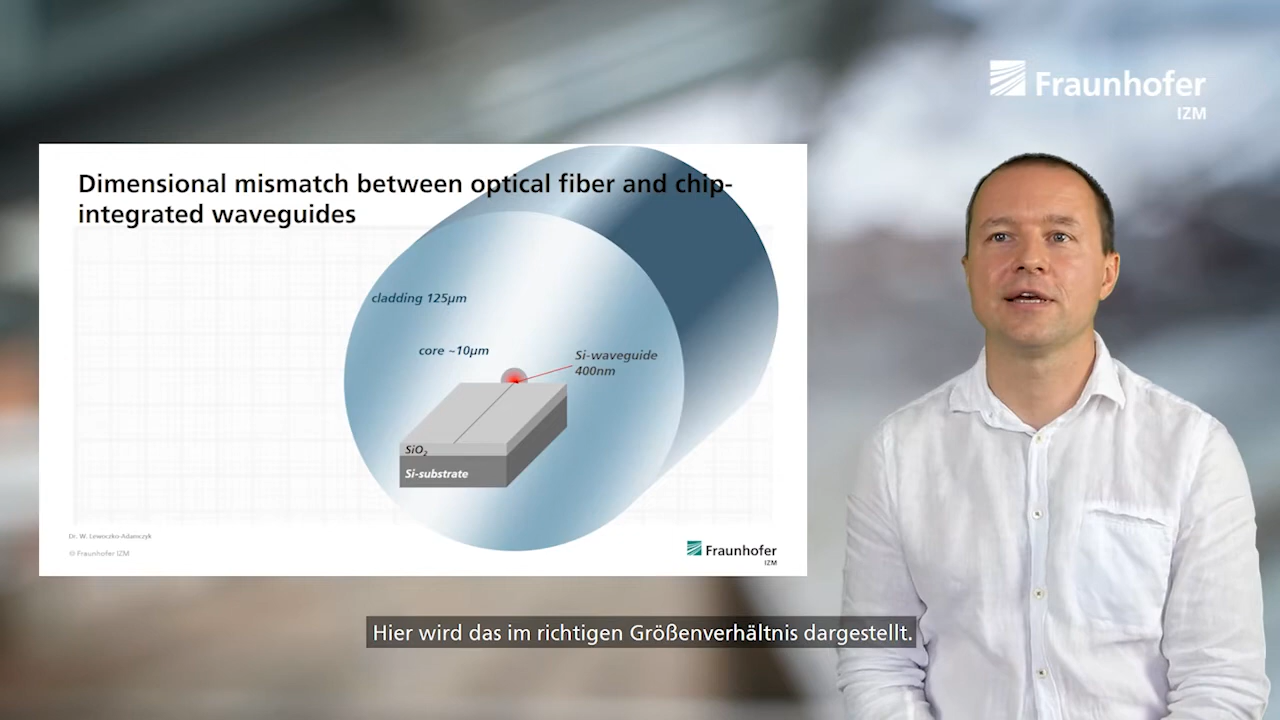 Fraunhofer
IZM
Dimensional mismatch between optical fiber and chip-
integrated waveguides
cladding 125µm
core ~10µm
Si-waveguide
400nm
SiO₂
Si-substrate
Dr. W. Lewoczko-Adamczyk
© Fraunhofer IZM
Fraunhofer
IZM
Hier wird das im richtigen Größenverhältnis dargestellt.